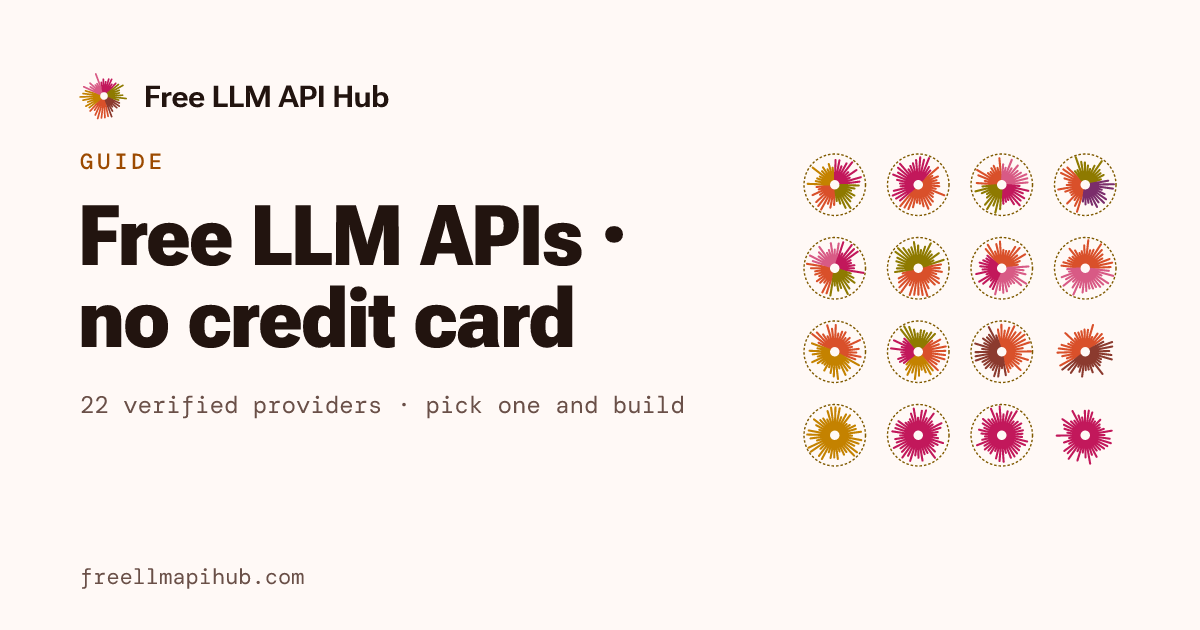 Free LLM API Hub
GUIDE
Free LLM APIs ·
no credit card
22 verified providers · pick one and build
freellmapihub.com